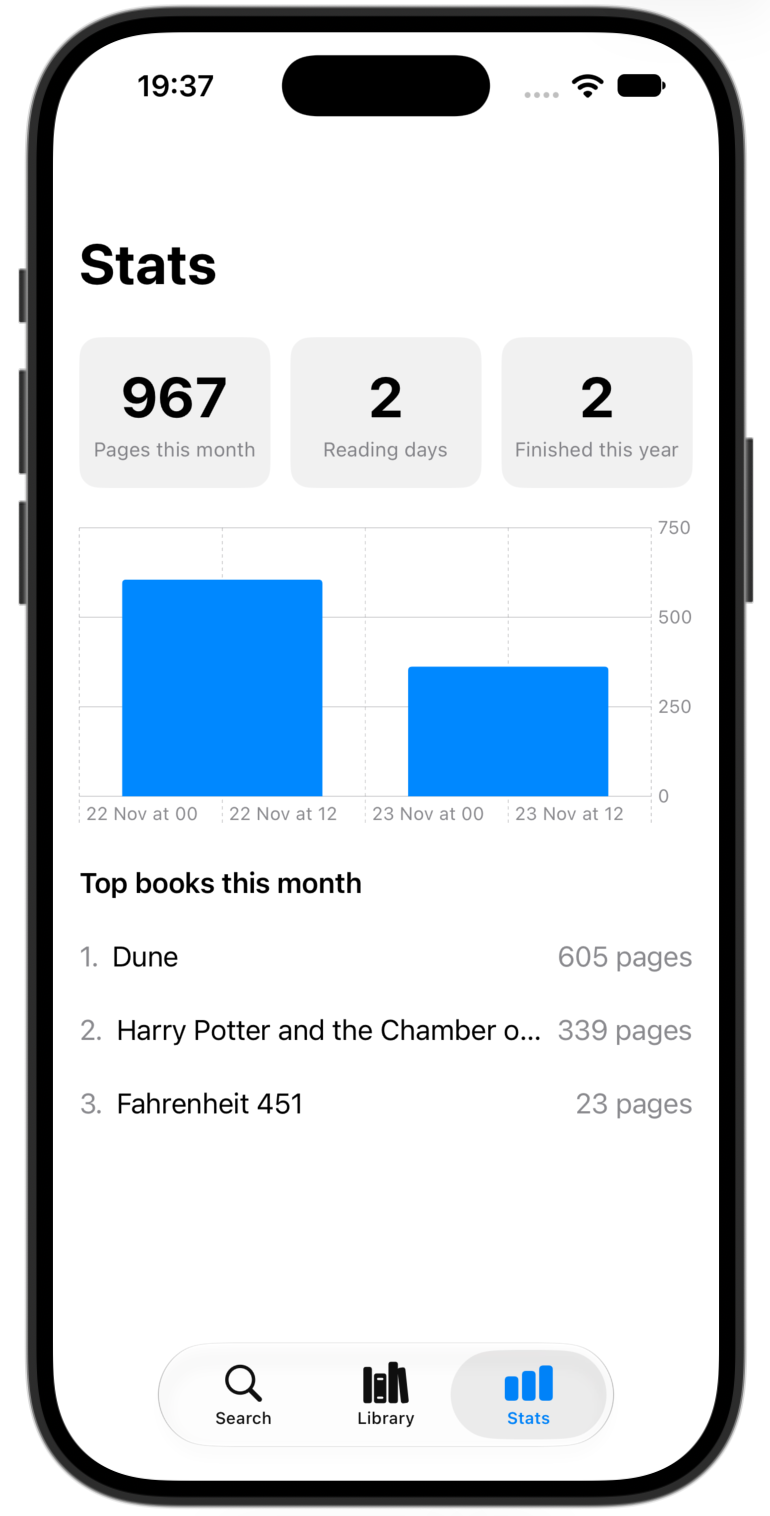 19:37
Stats
967 2 2
Pages this month Reading days Finished this year
750
500
250
0
22 Nov at 00 22 Nov at 12 23 Nov at 00 23 Nov at 12
Top books this month
1. Dune 605 pages
2. Harry Potter and the Chamber o... 339 pages
3. Fahrenheit 451 23 pages
Search Library Stats